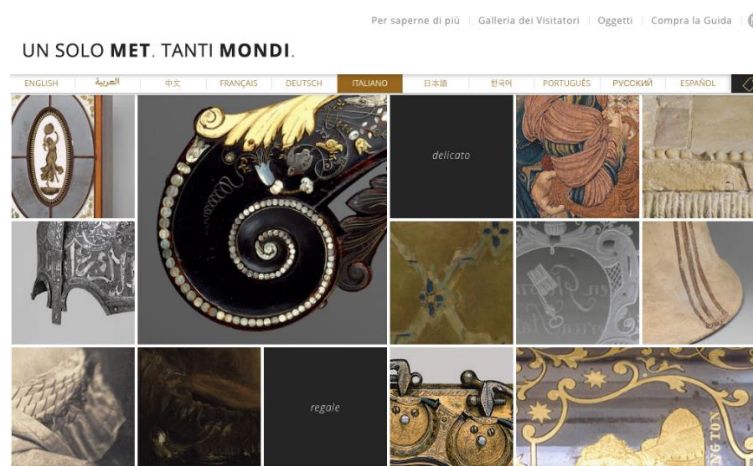 Per saperne di più Galleria dei Visitatori Oggetti Compra la Guida
UN SOLO MET. TANTI MONDI.
ENGLISH العربية 中文 FRANÇAIS DEUTSCH ITALIANO 日本語 한국어 PORTUGUÊS РУССКИЙ ESPAÑOL
delicato
regale
NGTON